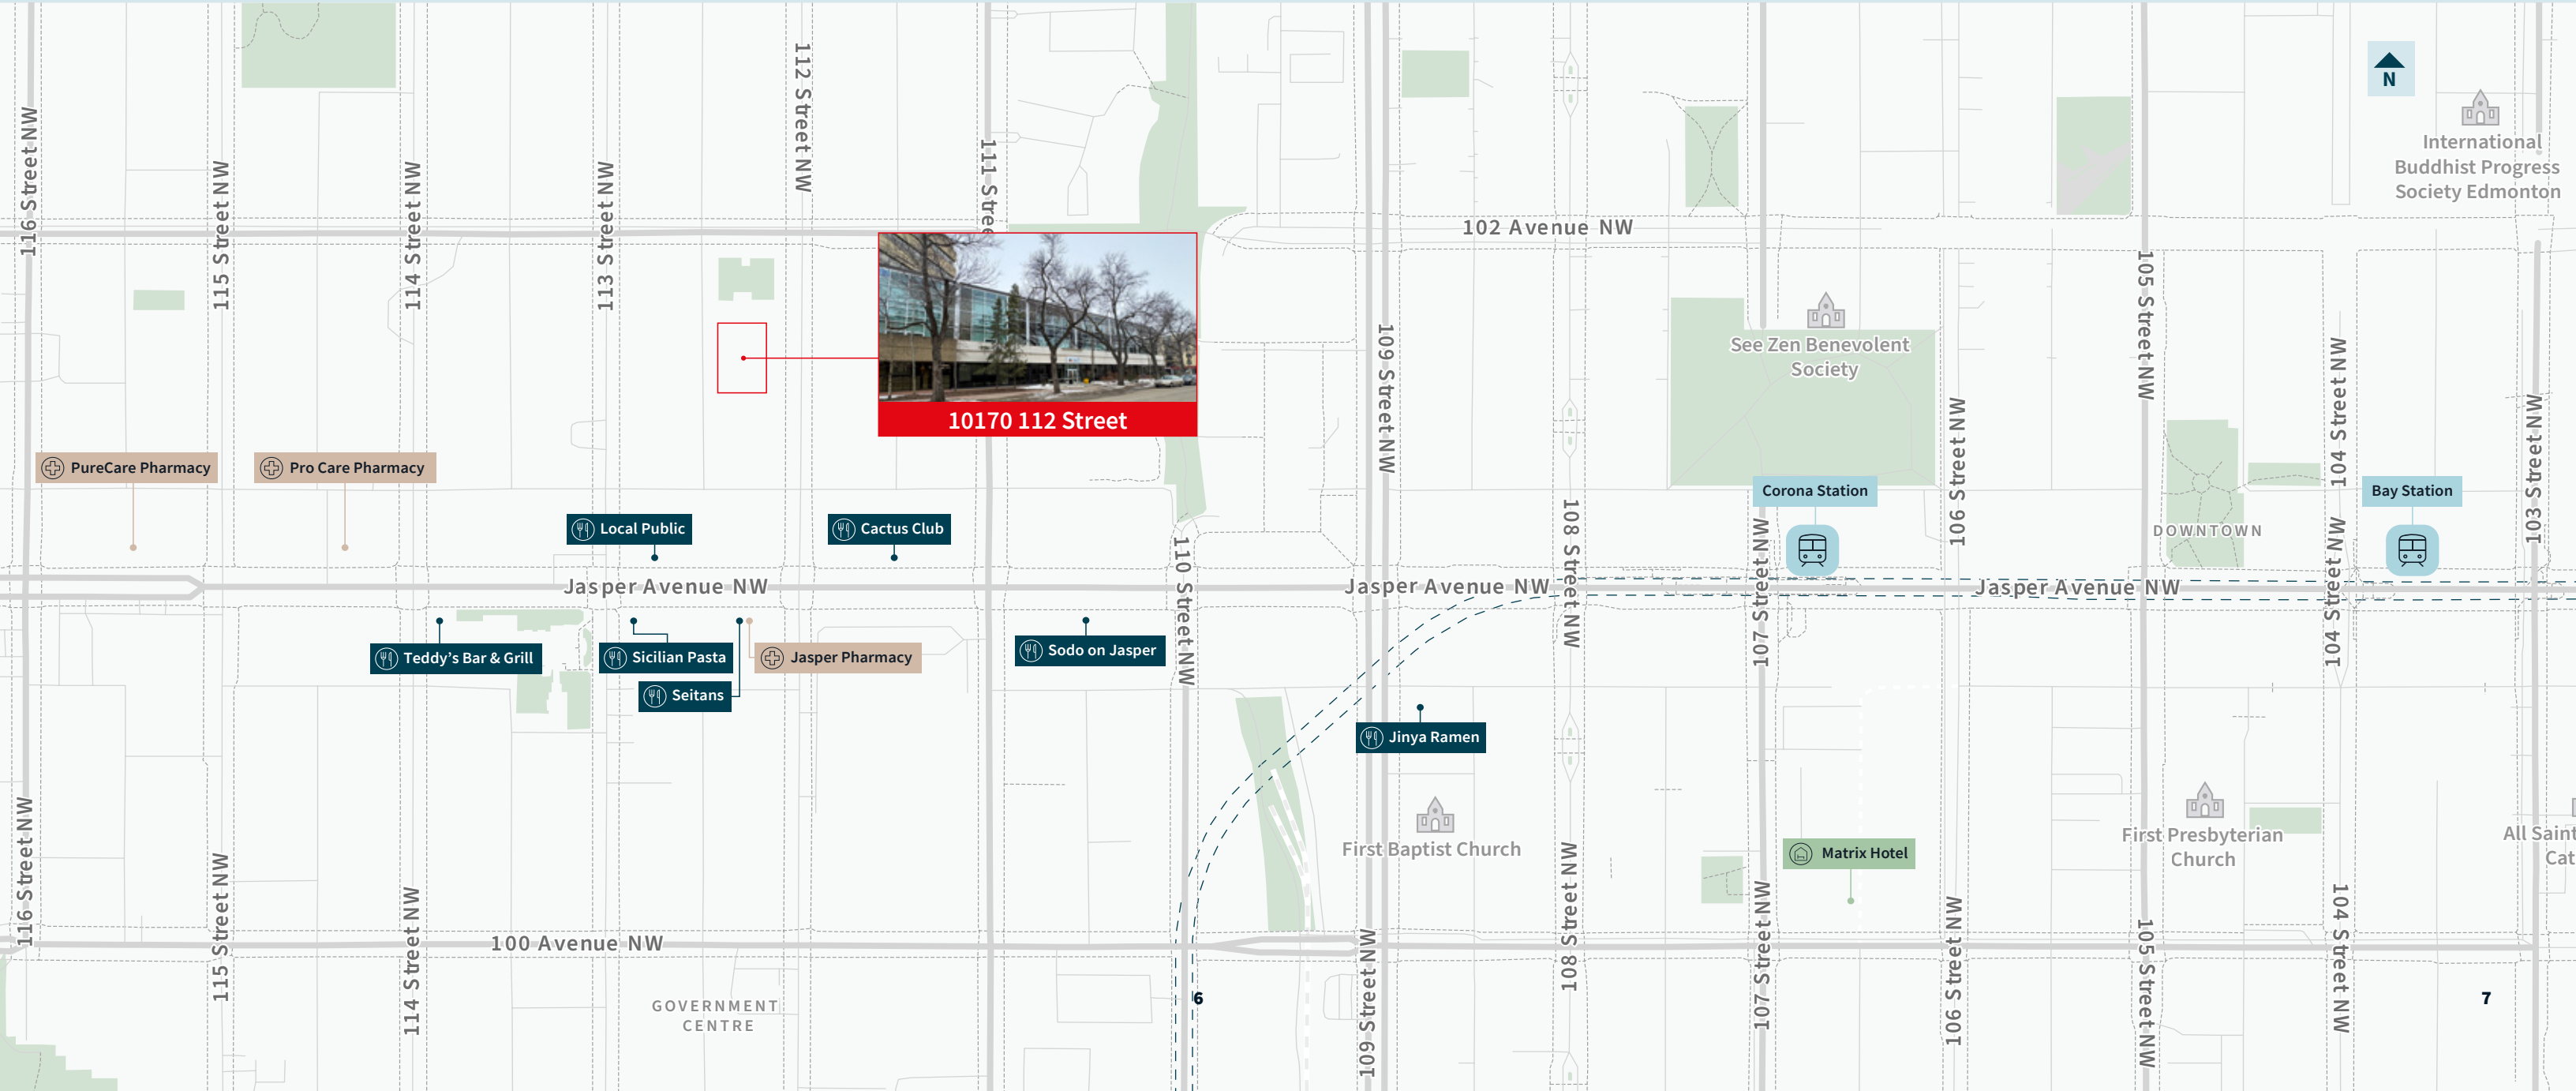 116 Street NW
115 Street NW
114 Street NW
113 Street NW
112 Street NW
111 Stree
102 Avenue NW
N
International
Buddhist Progress
Society Edmonton
10170 112 Street
109 Street NW
See Zen Benevolent
Society
105 Street NW
104 Street NW
103 Street NW
106 Street NW
PureCare Pharmacy
Pro Care Pharmacy
Local Public
Cactus Club
Corona Station
Bay Station
DOWNTOWN
110 Street NW
108 Street NW
107 Street NW
104 Street NW
Jasper Avenue NW
Jasper Avenue NW
Jasper Avenue NW
Teddy's Bar & Grill
Sicilian Pasta
Jasper Pharmacy
Seitans
Sodo on Jasper
Jinya Ramen
First Baptist Church
Matrix Hotel
First Presbyterian
Church
All Saint
Cat
116 Street NW
115 Street NW
114 Street NW
100 Avenue NW
109 Street NW
108 Street NW
107 Street NW
106 Street NW
105 Street NW
104 Street NW
GOVERNMENT
CENTRE
6
7